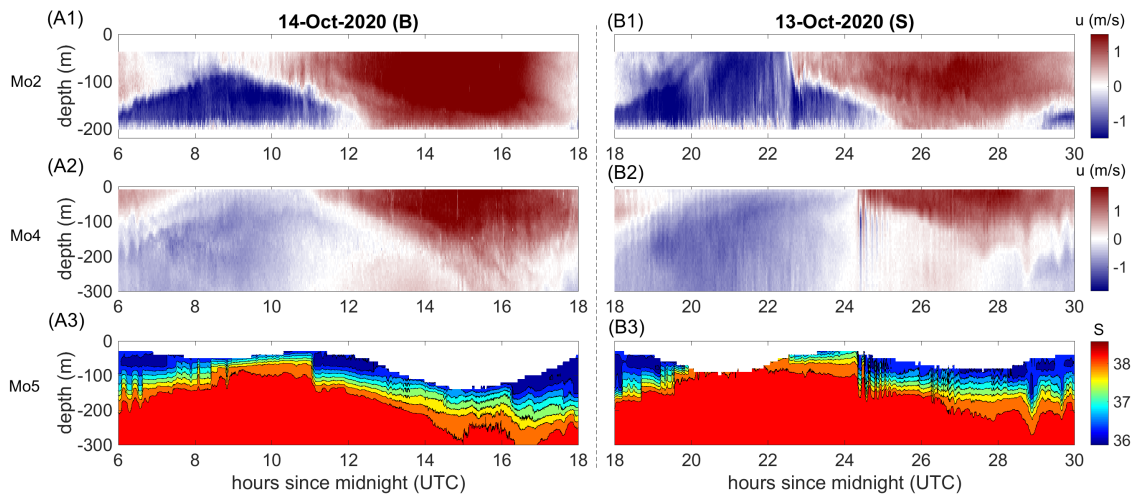 (A1) 14-Oct-2020 (B) (B1) 13-Oct-2020 (S) u (m/s)
Mo2
depth (m)
0
-100
-200
6 8 10 12 14 16 18
18 20 22 24 26 28 30
1
0
-1
(A2) (B2) u (m/s)
Mo4
depth (m)
0
-100
-200
-300
6 8 10 12 14 16 18
18 20 22 24 26 28 30
1
0
-1
(A3) (B3) S
Mo5
depth (m)
0
-100
-200
-300
6 8 10 12 14 16 18
18 20 22 24 26 28 30
38
37
36
hours since midnight (UTC) hours since midnight (UTC)